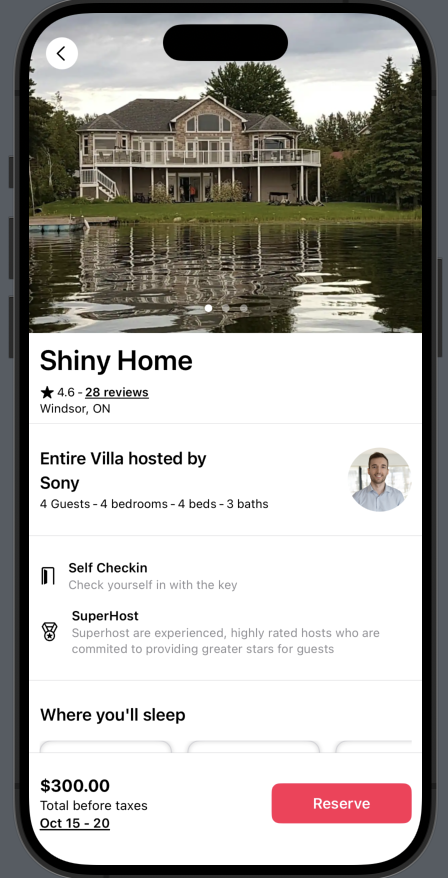 Shiny Home
★ 4.6 - 28 reviews
Windsor, ON
Entire Villa hosted by
Sony
4 Guests - 4 bedrooms - 4 beds - 3 baths
Self Checkin
Check yourself in with the key
SuperHost
Superhost are experienced, highly rated hosts who are
commited to providing greater stars for guests
Where you'll sleep
$300.00
Total before taxes
Oct 15 - 20
Reserve